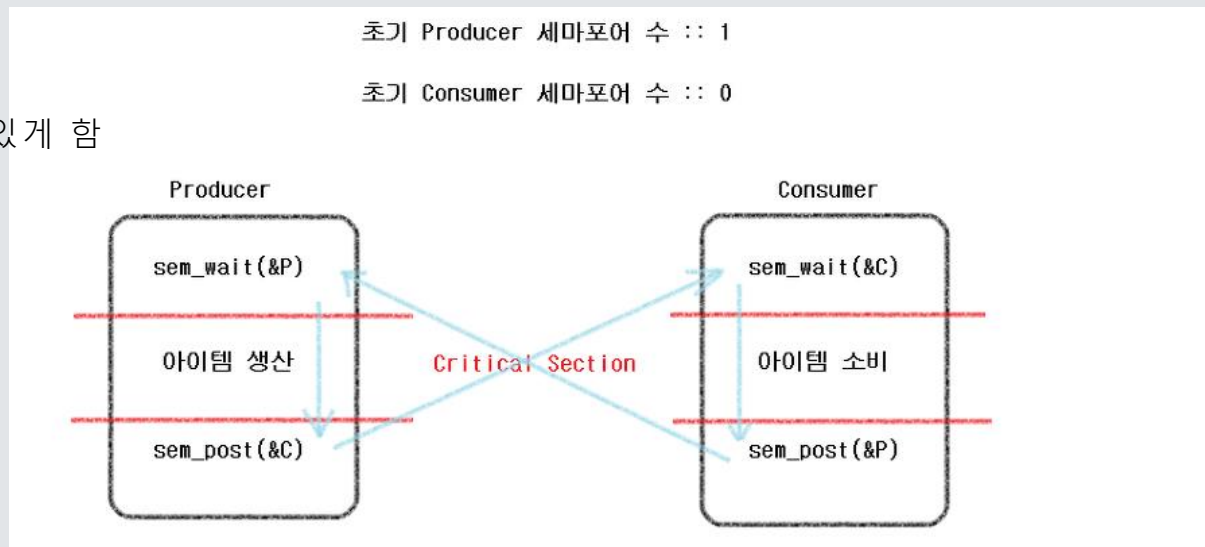 초기 Producer 세마포어 수 :: 1
초기 Consumer 세마포어 수 :: 0
있게 함
Producer
Consumer
sem_wait(&P)
sem_wait(&C)
아이템 생산
Critical Section
아이템 소비
sem_post(&C)
sem_post(&P)